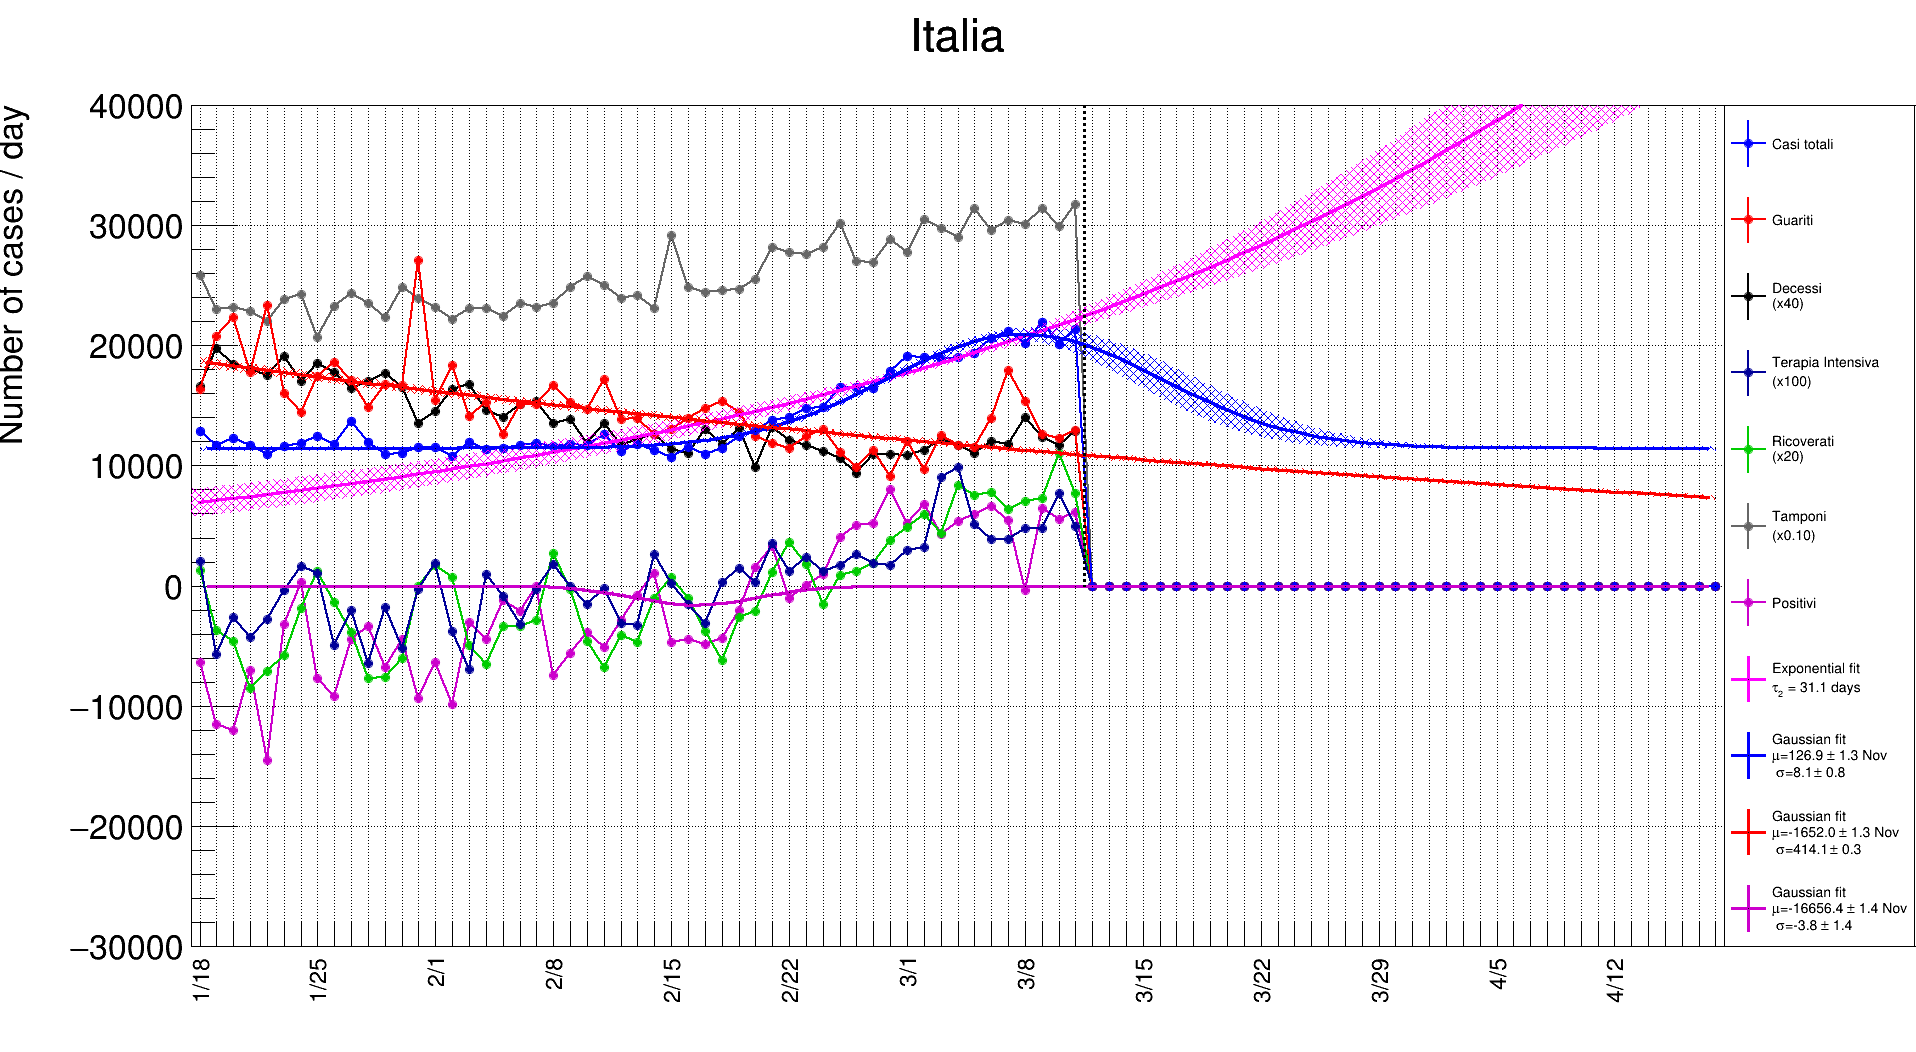 Italia
Number of cases / day
40000
30000
20000
10000
0
−10000
−20000
−30000
1/18
1/25
2/1
2/8
2/15
2/22
3/1
3/8
3/15
3/22
3/29
4/5
4/12
Casi totali
Guariti
Decessi
(x40)
Terapia Intensiva
(x100)
Ricoverati
(x20)
Tamponi
(x0.10)
Positivi
Exponential fit
τ2 = 31.1 days
Gaussian fit
μ=126.9 ± 1.3 Nov
σ=8.1± 0.8
Gaussian fit
μ=-1652.0 ± 1.3 Nov
σ=414.1± 0.3
Gaussian fit
μ=-16656.4 ± 1.4 Nov
σ=-3.8 ± 1.4